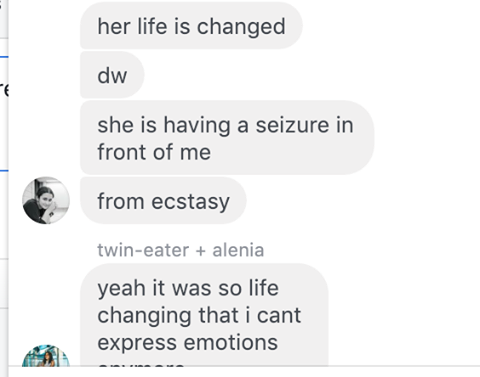 her life is changed
dw
she is having a seizure in
front of me
from ecstasy
twin-eater + alenia
yeah it was so life
changing that i cant
express emotions